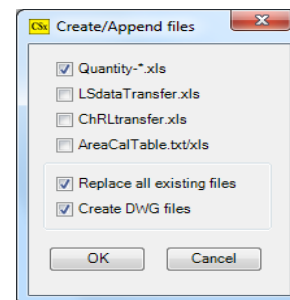 CSx Create/Append files
Quantity-*.xls
LSdataTransfer.xls
ChRLtransfer.xls
AreaCalTable.txt/xls
Replace all existing files
Create DWG files
OK Cancel